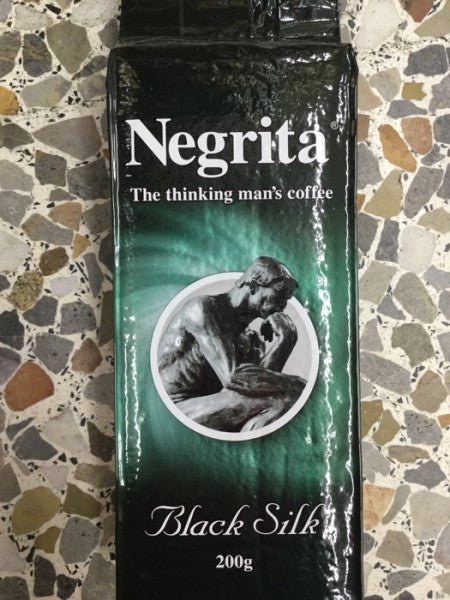 Negrita®
The thinking man's coffee
Black Silk
200g